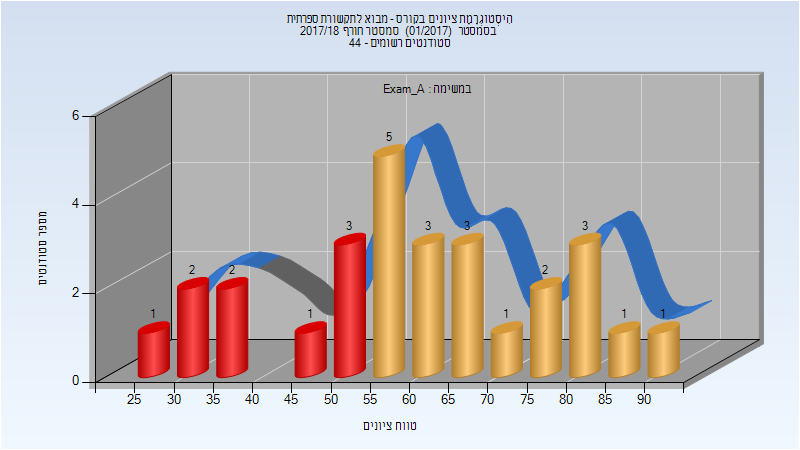 היסטוגרמת ציונים בקורס - מבוא לתקשורת ספרתית
בסמסטר (01/2017) סמסטר חורף 2017/18
סטודנטים רשומים - 44
במשימה : Exam_A
מספר סטודנטים
6
4
2
0
1
2
2
1
3
5
3
3
1
2
3
1
1
25 30 35 40 45 50 55 60 65 70 75 80 85 90
טווח ציונים